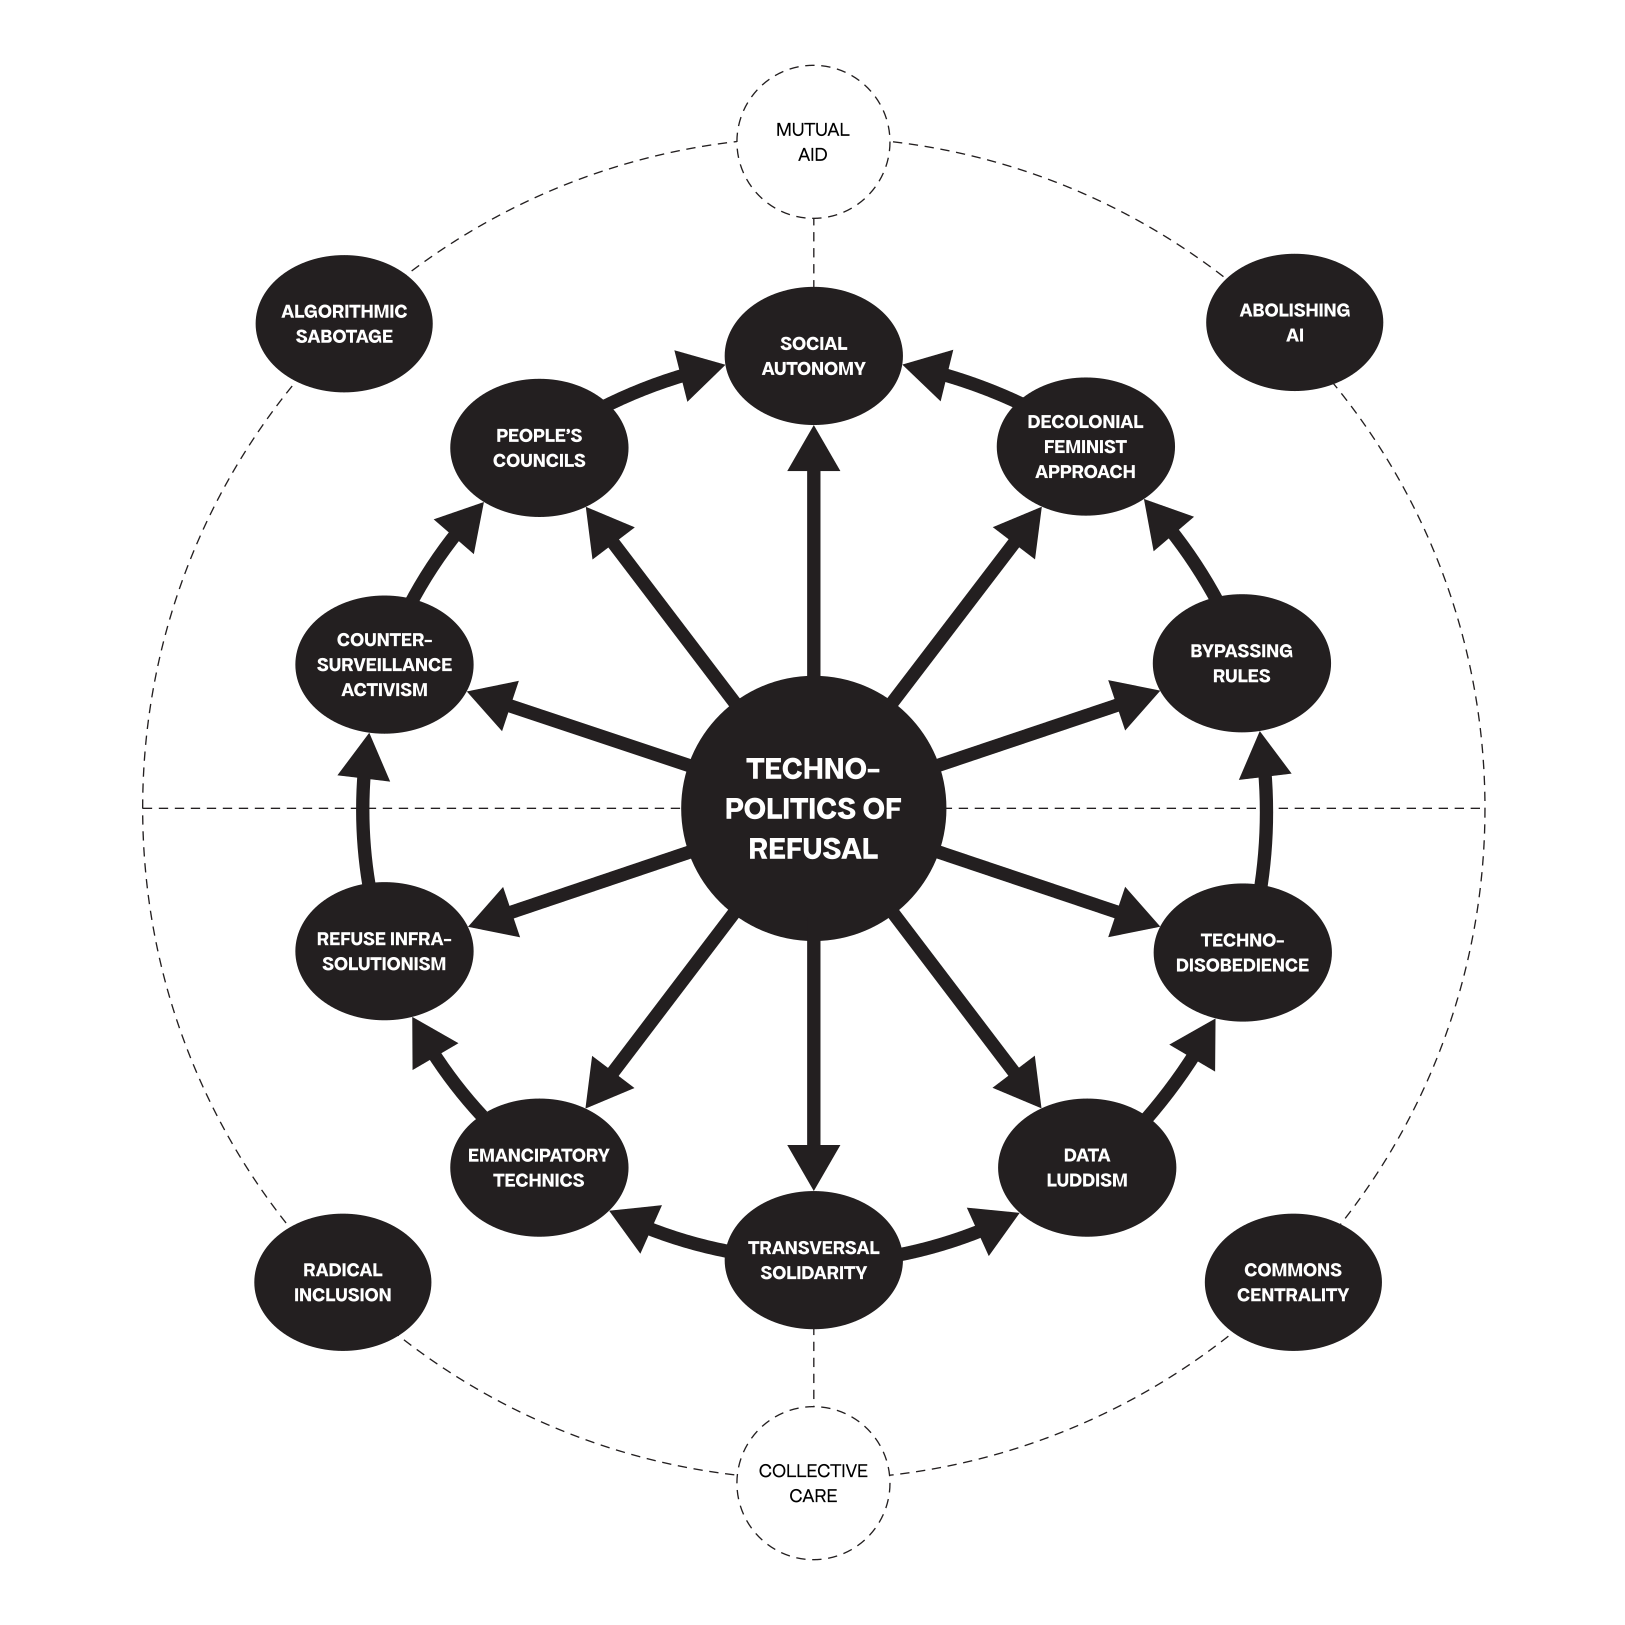 MUTUAL
AID
ALGORITHMIC
SABOTAGE
ABOLISHING
AI
SOCIAL
AUTONOMY
PEOPLE'S
COUNCILS
DECOLONIAL
FEMINIST
APPROACH
COUNTER-
SURVEILLANCE
ACTIVISM
BYPASSING
RULES
TECHNO-
POLITICS OF
REFUSAL
REFUSE INFRA-
SOLUTIONISM
TECHNO-
DISOBEDIENCE
EMANCIPATORY
TECHNICS
DATA
LUDDISM
TRANSVERSAL
SOLIDARITY
RADICAL
INCLUSION
COMMONS
CENTRALITY
COLLECTIVE
CARE